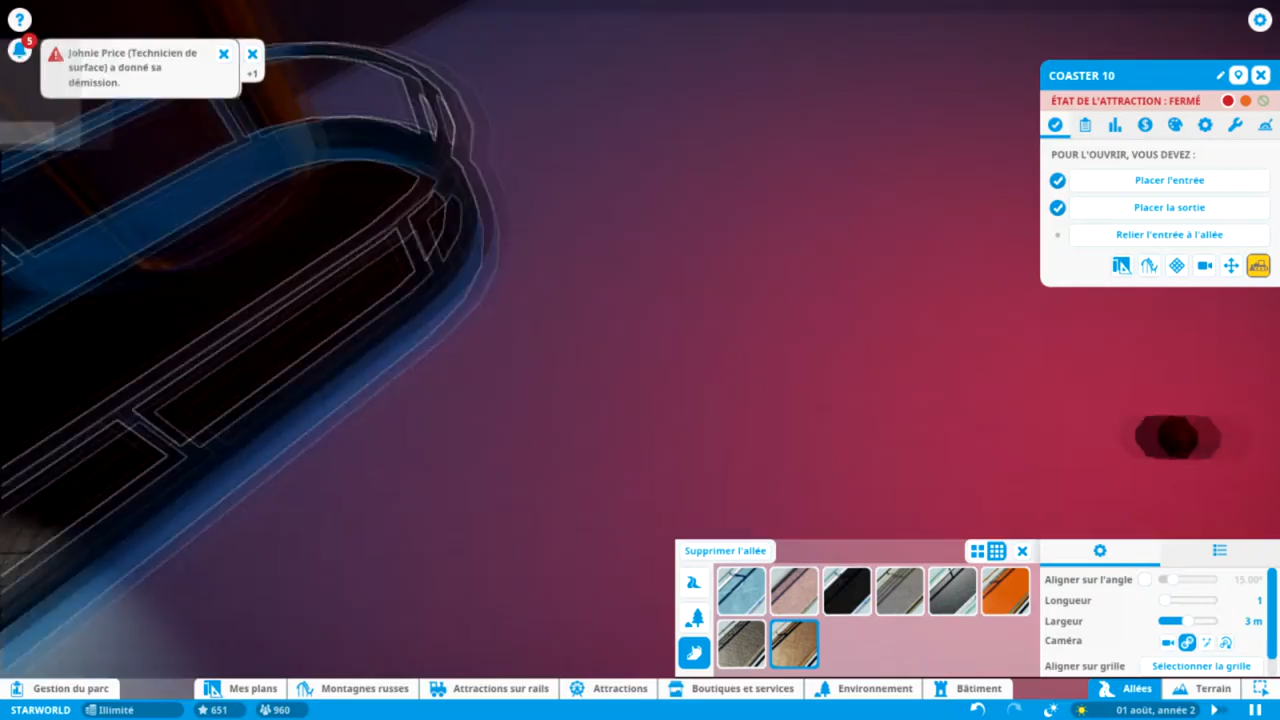 ?
5
Johnie Price (Technicien de
surface) a donné sa
démission.
+1
COASTER 10
ÉTAT DE L'ATTRACTION : FERMÉ
POUR L'OUVRIR, VOUS DEVEZ :
Placer l'entrée
Placer la sortie
Relier l'entrée à l'allée
Supprimer l'allée
Aligner sur l'angle 15.00°
Longueur 1
Largeur 3 m
Caméra
Aligner sur grille Sélectionner la grille
Gestion du parc Mes plans Montagnes russes Attractions sur rails Attractions Boutiques et services Environnement Bâtiment Allées Terrain
STARWORLD Illimité 651 960 01 août, année 2